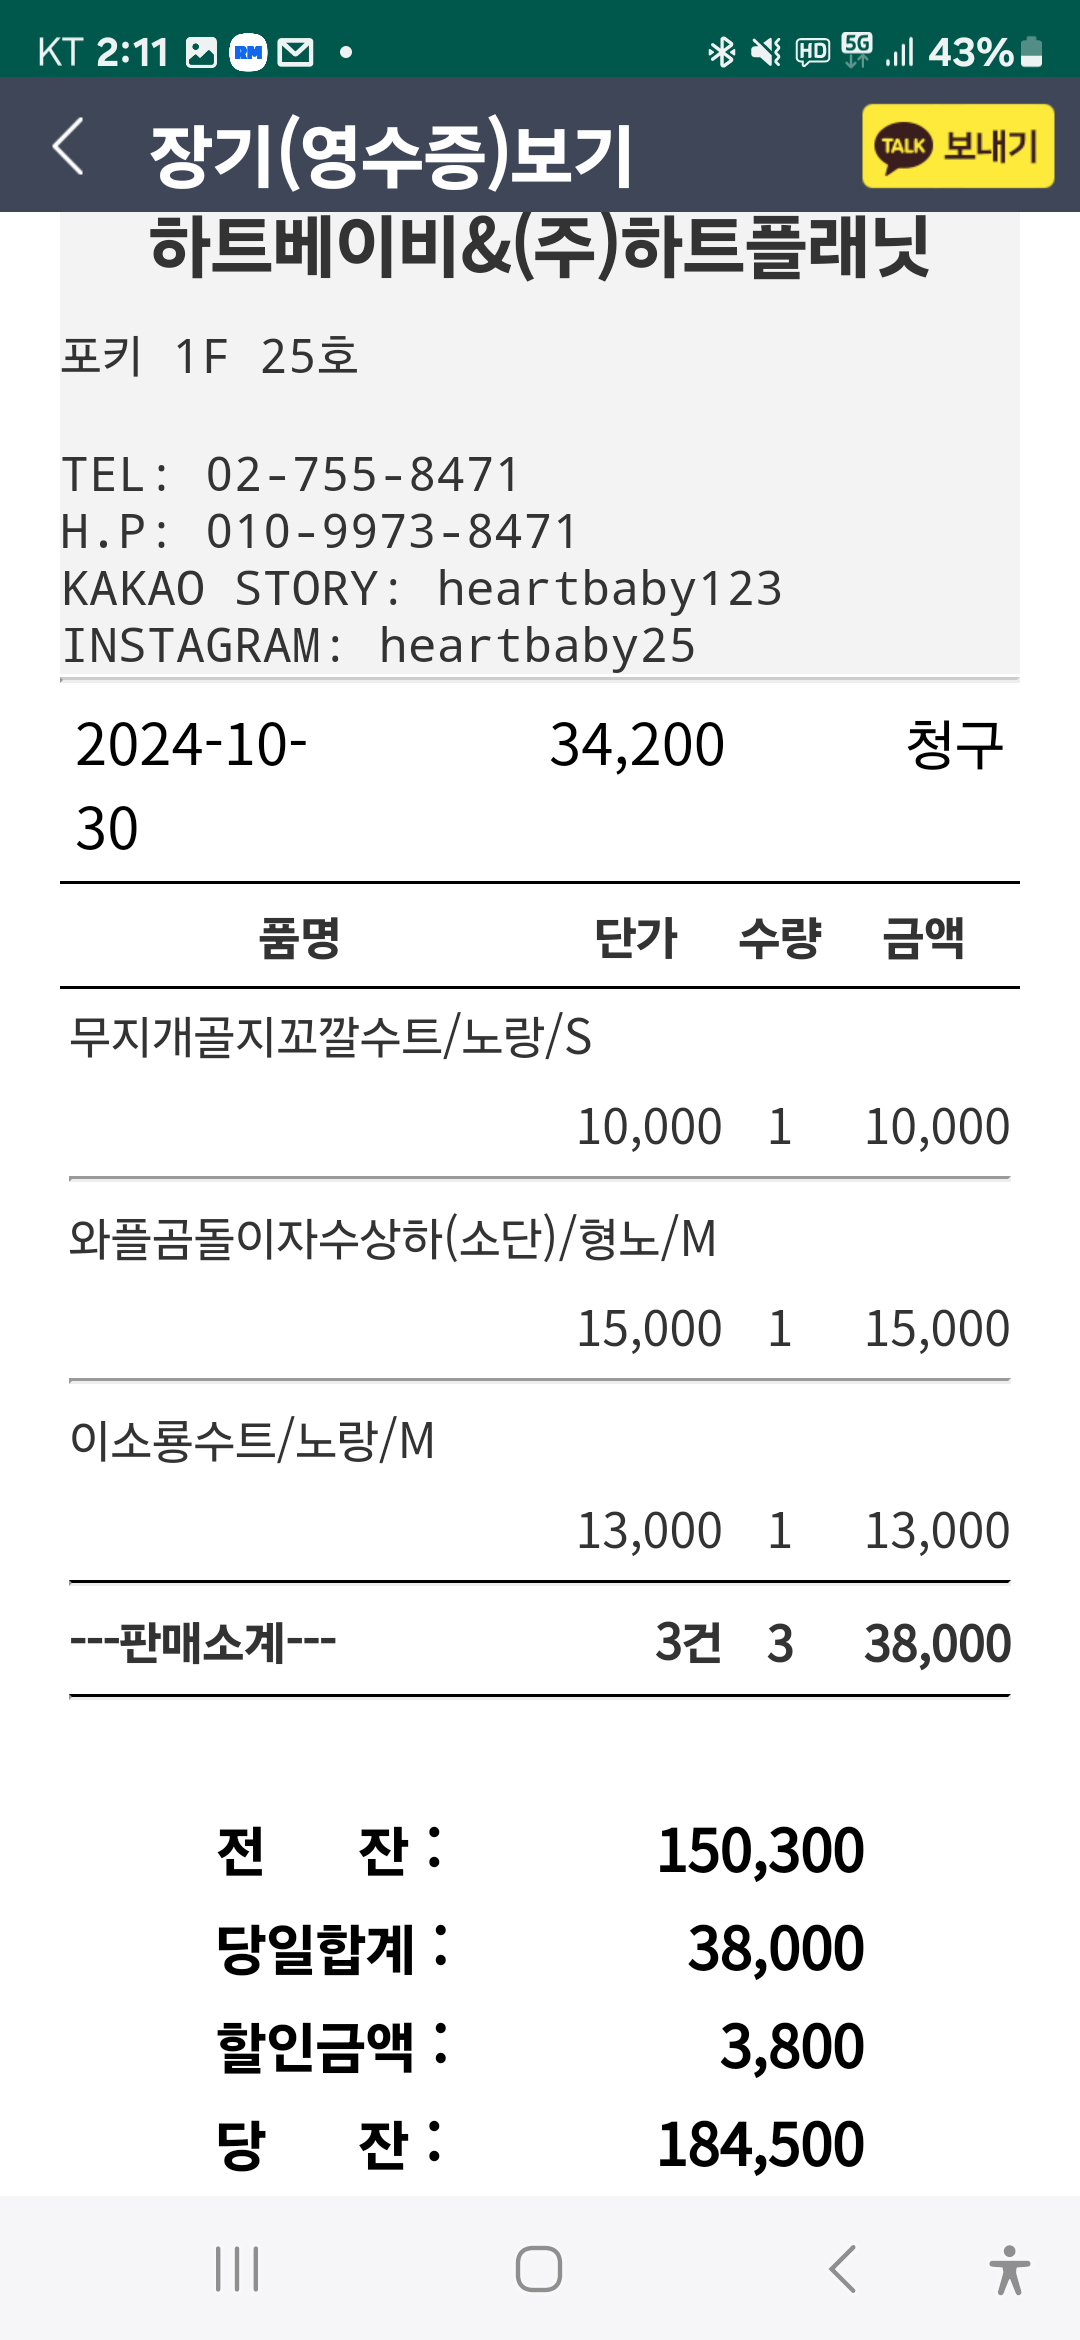 KT 2:11 RM HD 5G 43%
장기(영수증)보기 TALK 보내기
하트베이비&(주)하트플래닛
포키 1F 25호
TEL: 02-755-8471
H.P: 010-9973-8471
KAKAO STORY: heartbaby123
INSTAGRAM: heartbaby25
2024-10-30 34,200 청구
품명 단가 수량 금액
무지개골지꼬깔수트/노랑/S
10,000 1 10,000
와플곰돌이자수상하(소단)/형노/M
15,000 1 15,000
이소룡수트/노랑/M
13,000 1 13,000
---판매소계--- 3건 3 38,000
전 잔 : 150,300
당일합계 : 38,000
할인금액 : 3,800
당 잔 : 184,500